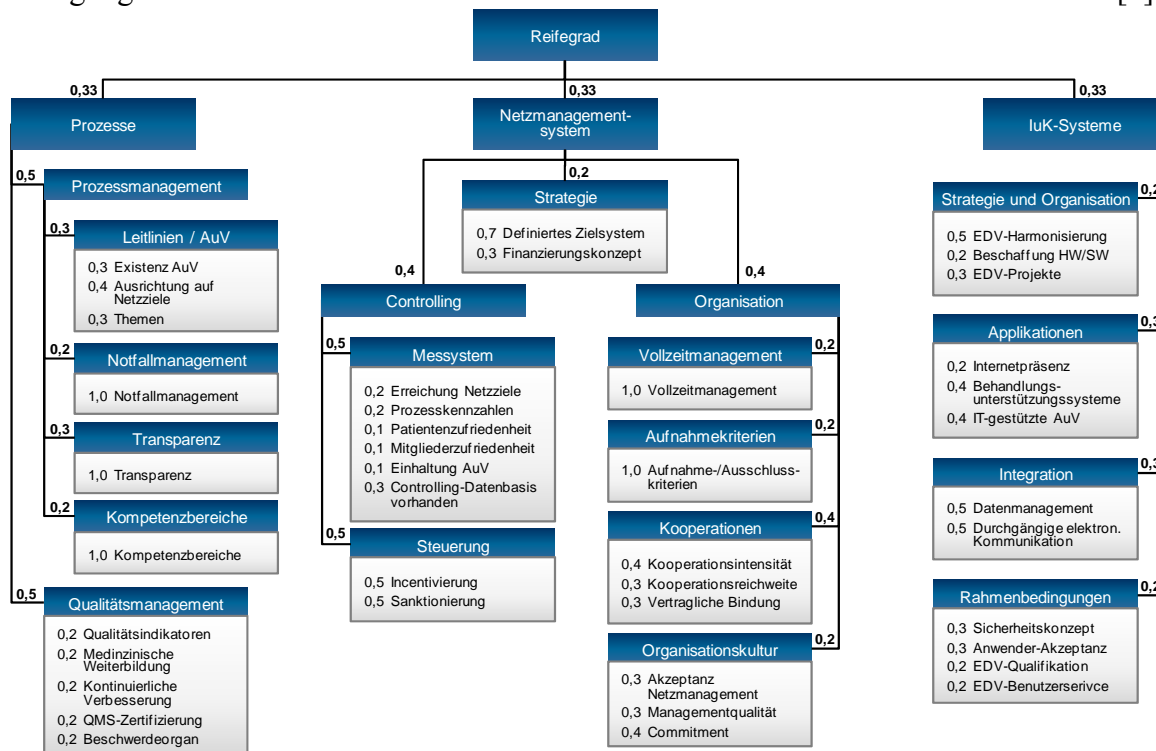 Reifegrad
0,33
0,33
0,33
Prozesse
Netzmanagement-
system
IuK-Systeme
0,5
Prozessmanagement
0,3
Leitlinien / AuV
0,3 Existenz AuV
0,4 Ausrichtung auf
Netzziele
0,3 Themen
0,2
Notfallmanagement
1,0 Notfallmanagement
0,3
Transparenz
1,0 Transparenz
0,2
Kompetenzbereiche
1,0 Kompetenzbereiche
0,5
Qualitätsmanagement
0,2 Qualitätsindikatoren
0,2 Medinzinische
Weiterbildung
0,2 Kontinuierliche
Verbesserung
0,2 QMS-Zertifizierung
0,2 Beschwerdeorgan
0,2
Strategie
0,7 Definiertes Zielsystem
0,3 Finanzierungskonzept
0,4
Controlling
0,5
Messystem
0,2 Erreichung Netzziele
0,2 Prozesskennzahlen
0,1 Patientenzufriedenheit
0,1 Mitgliederzufriedenheit
0,1 Einhaltung AuV
0,3 Controlling-Datenbasis
vorhanden
0,5
Steuerung
0,5 Incentivierung
0,5 Sanktionierung
0,4
Organisation
0,2
Vollzeitmanagement
1,0 Vollzeitmanagement
0,2
Aufnahmekriterien
1,0 Aufnahme-/Ausschluss-
kriterien
0,4
Kooperationen
0,4 Kooperationsintensität
0,3 Kooperationsreichweite
0,3 Vertragliche Bindung
0,2
Organisationskultur
0,3 Akzeptanz
Netzmanagement
0,3 Managementqualität
0,4 Commitment
0,2
Strategie und Organisation
0,5 EDV-Harmonisierung
0,2 Beschaffung HW/SW
0,3 EDV-Projekte
0,3
Applikationen
0,2 Internetpräsenz
0,4 Behandlungs-
unterstützungssysteme
0,4 IT-gestützte AuV
0,3
Integration
0,5 Datenmanagement
0,5 Durchgängige elektron.
Kommunikation
0,2
Rahmenbedingungen
0,3 Sicherheitskonzept
0,3 Anwender-Akzeptanz
0,2 EDV-Qualifikation
0,2 EDV-Benutzerserivce